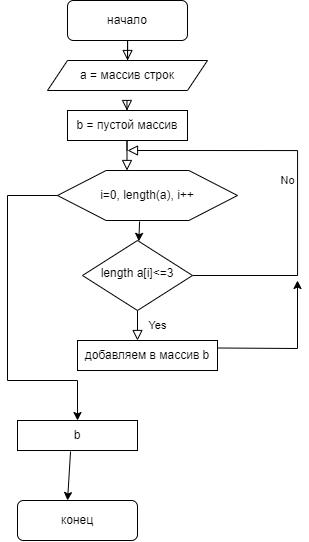 начало
a = массив строк
b = пустой массив
No
i=0, length(a), i++
length a[i]<=3
Yes
добавляем в массив b
b
конец